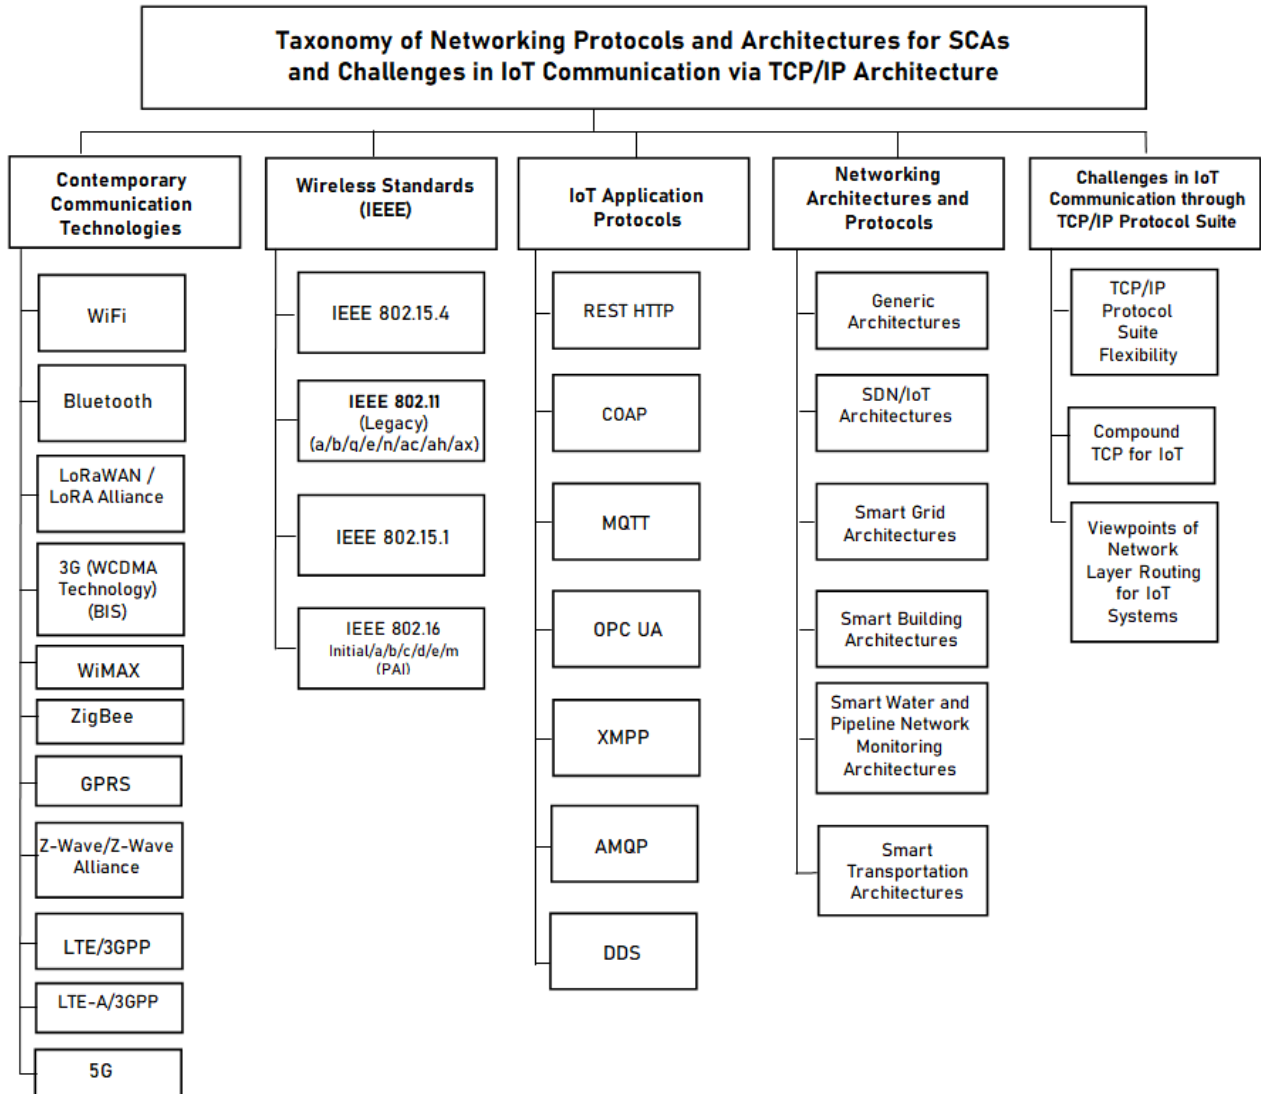 Taxonomy of Networking Protocols and Architectures for SCAs
and Challenges in IoT Communication via TCP/IP Architecture
Contemporary
Communication
Technologies
WiFi
Bluetooth
LoRaWAN /
LoRA Alliance
3G (WCDMA
Technology)
(BIS)
WiMAX
ZigBee
GPRS
Z-Wave/Z-Wave
Alliance
LTE/3GPP
LTE-A/3GPP
5G
Wireless Standards
(IEEE)
IEEE 802.15.4
IEEE 802.11
(Legacy)
(a/b/g/e/n/ac/ah/ax)
IEEE 802.15.1
IEEE 802.16
Initial/a/b/c/d/e/m
(PAI)
IoT Application
Protocols
REST HTTP
COAP
MQTT
OPC UA
XMPP
AMQP
DDS
Networking
Architectures and
Protocols
Generic
Architectures
SDN/IoT
Architectures
Smart Grid
Architectures
Smart Building
Architectures
Smart Water and
Pipeline Network
Monitoring
Architectures
Smart
Transportation
Architectures
Challenges in IoT
Communication through
TCP/IP Protocol Suite
TCP/IP
Protocol
Suite
Flexibility
Compound
TCP for IoT
Viewpoints of
Network
Layer Routing
for IoT
Systems